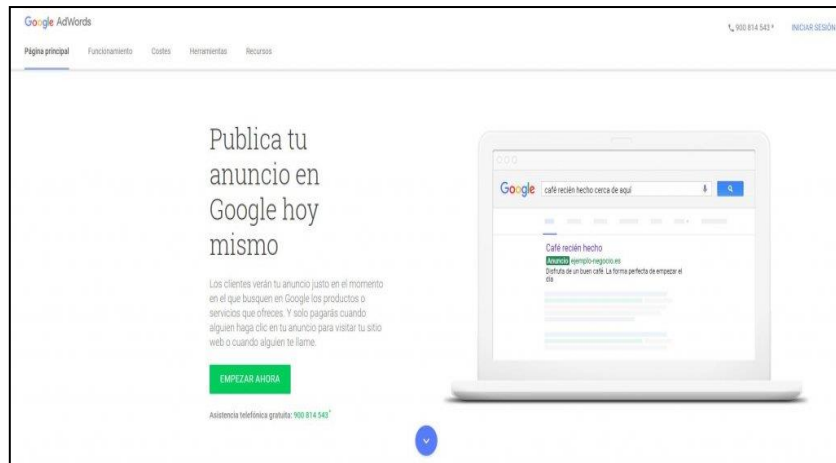 Google AdWords
900 814 543 *
INICIAR SESIÓN
Página principal
Funcionamiento
Costes
Herramientas
Recursos
Publica tu
anuncio en
Google hoy
mismo
Los clientes verán tu anuncio justo en el momento
en el que busquen en Google los productos o
servicios que ofreces. Y solo pagarás cuando
alguien haga clic en tu anuncio para visitar tu sitio
web o cuando alguien te llame.
EMPEZAR AHORA
Asistencia telefónica gratuita: 900 814 543*
Google
café recién hecho cerca de aquí
Café recién hecho
Anuncio ejemplo-negocio.es
Disfruta de un buen café. La forma perfecta de empezar el
día.